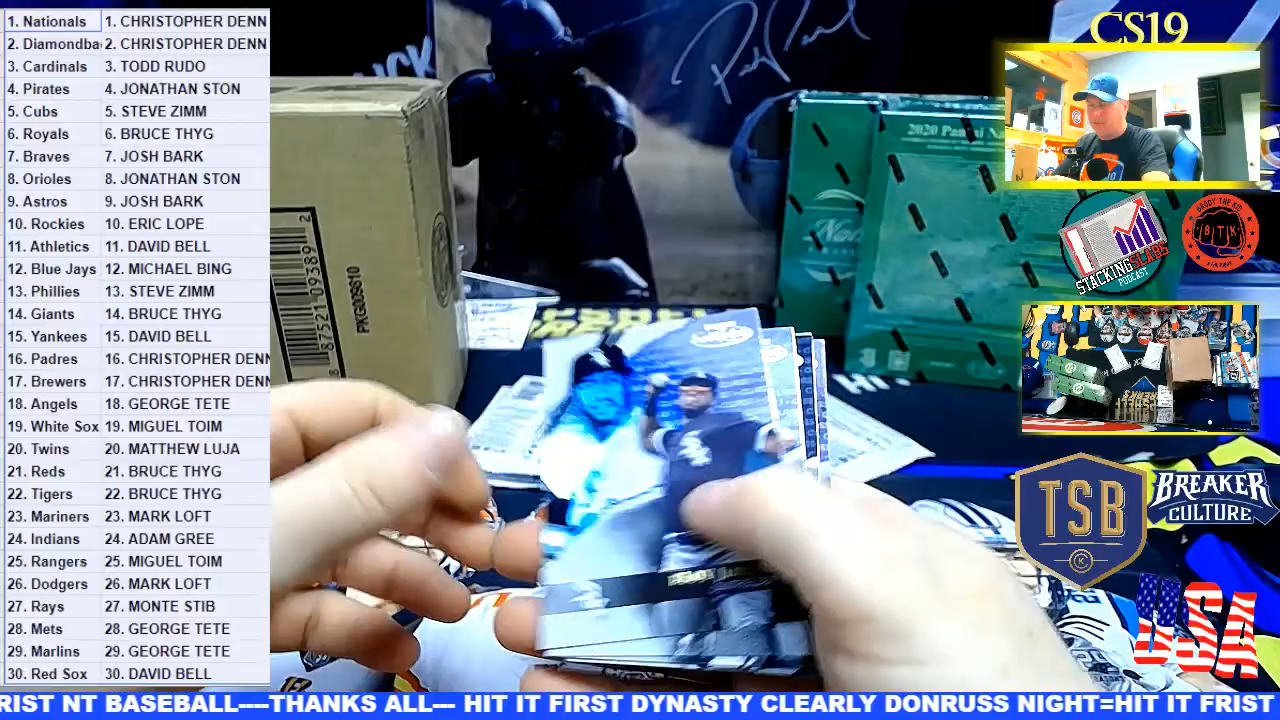 1. Nationals 1. CHRISTOPHER DENN
2. Diamondba 2. CHRISTOPHER DENN
3. Cardinals 3. TODD RUDO
4. Pirates 4. JONATHAN STON
5. Cubs 5. STEVE ZIMM
6. Royals 6. BRUCE THYG
7. Braves 7. JOSH BARK
8. Orioles 8. JONATHAN STON
9. Astros 9. JOSH BARK
10. Rockies 10. ERIC LOPE
11. Athletics 11. DAVID BELL
12. Blue Jays 12. MICHAEL BING
13. Phillies 13. STEVE ZIMM
14. Giants 14. BRUCE THYG
15. Yankees 15. DAVID BELL
16. Padres 16. CHRISTOPHER DENN
17. Brewers 17. CHRISTOPHER DENN
18. Angels 18. GEORGE TETE
19. White Sox 19. MIGUEL TOIM
20. Twins 20. MATTHEW LUJA
21. Reds 21. BRUCE THYG
22. Tigers 22. BRUCE THYG
23. Mariners 23. MARK LOFT
24. Indians 24. ADAM GREE
25. Rangers 25. MIGUEL TOIM
26. Dodgers 26. MARK LOFT
27. Rays 27. MONTE STIB
28. Mets 28. GEORGE TETE
29. Marlins 29. GEORGE TETE
30. Red Sox 30. DAVID BELL
CS19
2020 Panini
PKG009810
STACKING SLABS
PODCAST
BRODY THE KID
BTK
TSB
K
BREAKER
CULTURE
USA
RIST NT BASEBALL----THANKS ALL--- HIT IT FIRST DYNASTY CLEARLY DONRUSS NIGHT=HIT IT FRIST